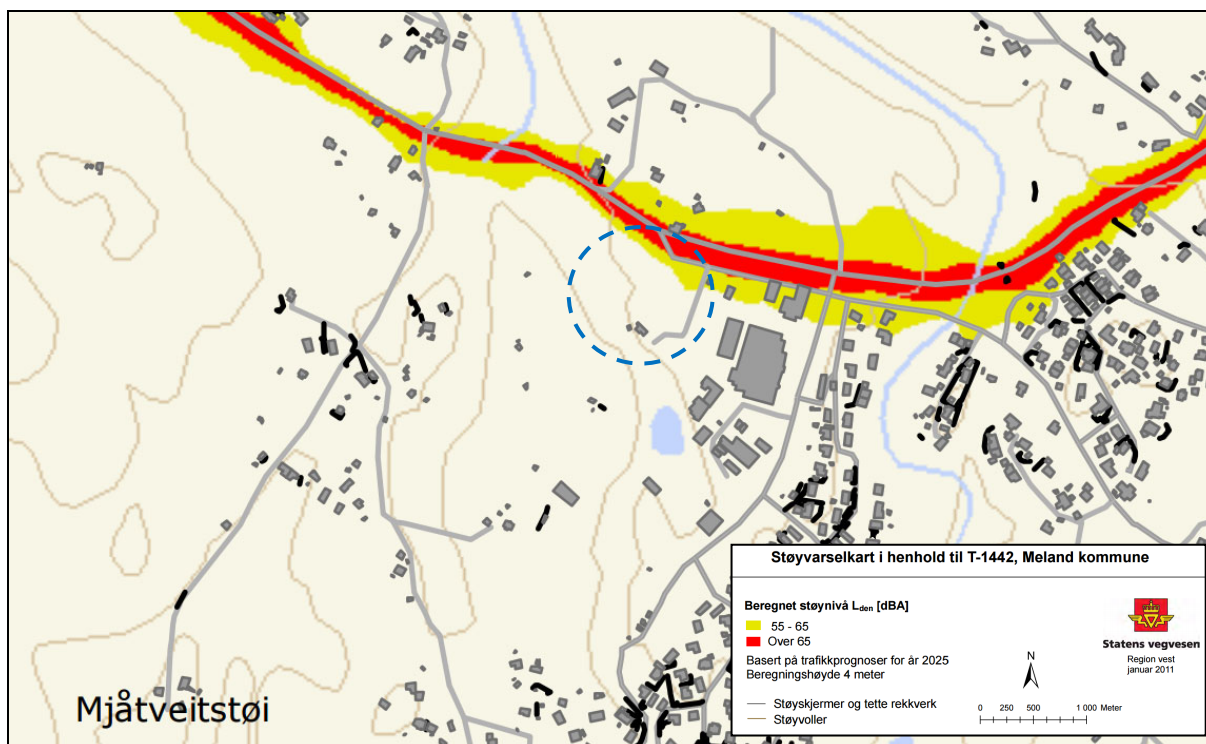 Støyvarselkart i henhold til T-1442, Meland kommune
Beregnet støynivå Lden [dBA]
55 - 65
Over 65
Basert på trafikkprognoser for år 2025
Beregningshøyde 4 meter
Støyskjermer og tette rekkverk
Støyvoller
N
0 250 500 1 000 Meter
Statens vegvesen
Region vest
januar 2011
Mjåtveitstøi